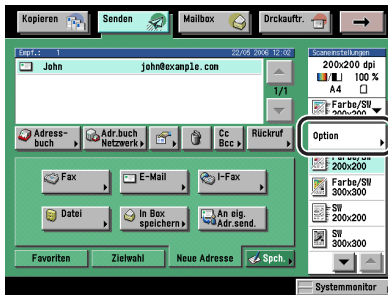 Kopieren
Senden
Mailbox
Drckauftr.
Empf.: 1
22/05 2006 12:02
John john@example.com
1/1
Adress-
buch
Adr.buch
Netzwerk
Cc
Bcc
Rückruf
Fax
E-Mail
I-Fax
Datei
In Box
speichern
An eig.
Adr.send.
Favoriten
Zielwahl
Neue Adresse
Spch.
Scaneinstellungen
200x200 dpi
100 %
A4
Farbe/SW
Option
200x200
Farbe/SW
300x300
SW
200x200
SW
300x300
Systemmonitor